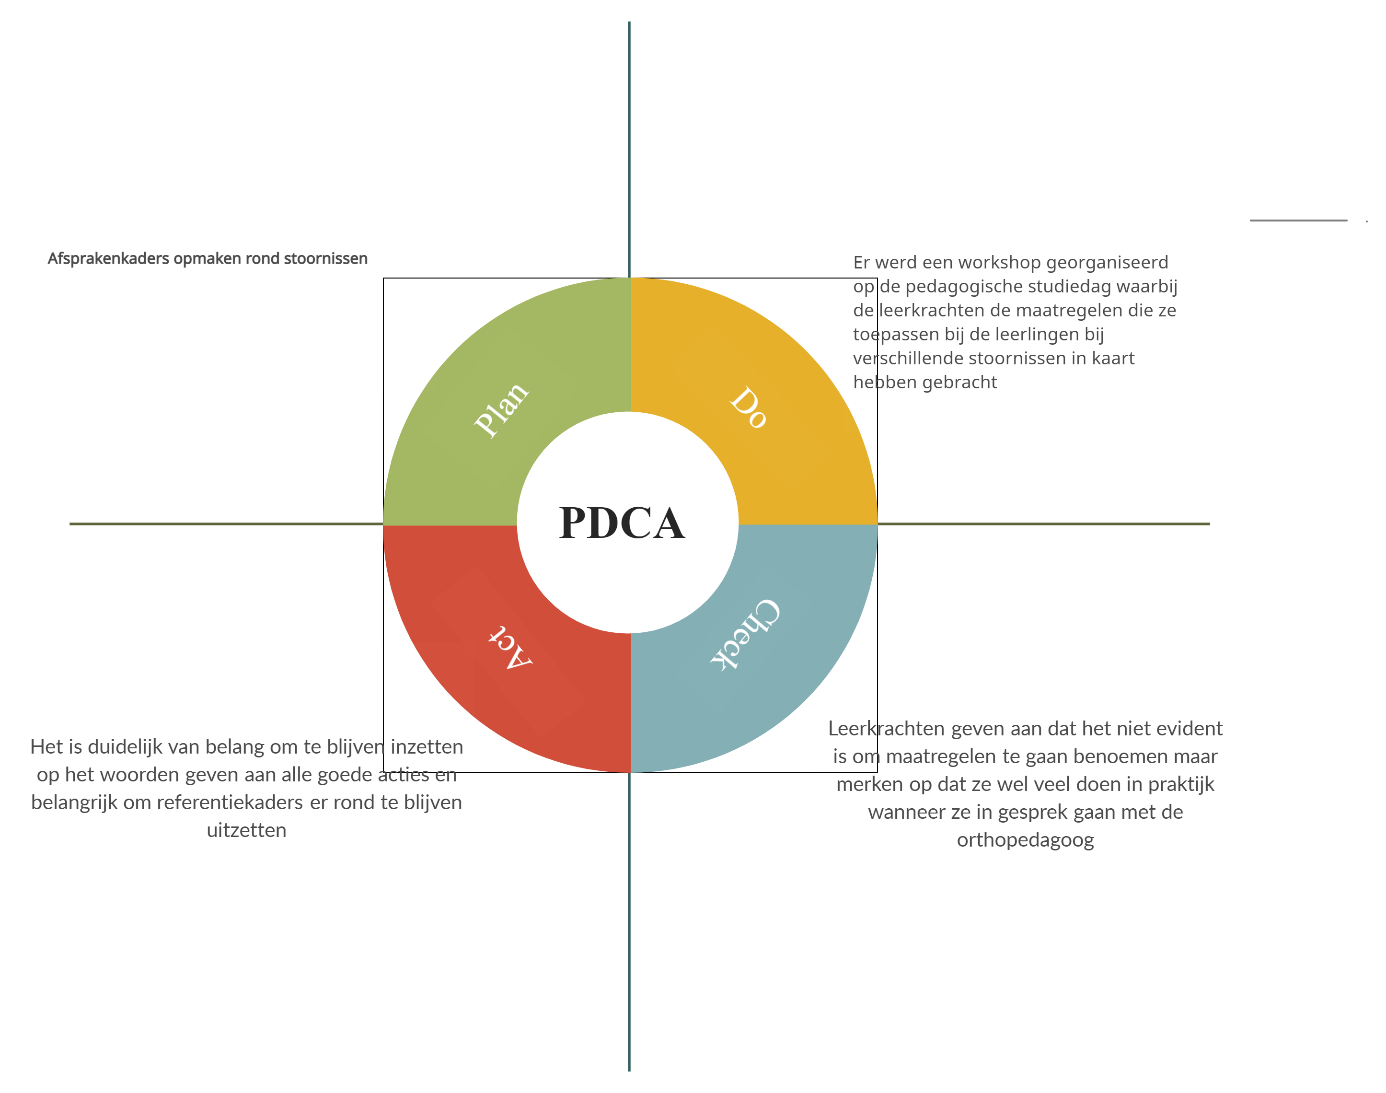 Afsprakenkaders opmaken rond stoornissen
Er werd een workshop georganiseerd
op de pedagogische studiedag waarbij
de leerkrachten de maatregelen die ze
toepassen bij de leerlingen bij
verschillende stoornissen in kaart
hebben gebracht
Plan
Do
PDCA
Act
Check
Het is duidelijk van belang om te blijven inzetten
op het woorden geven aan alle goede acties en
belangrijk om referentiekaders er rond te blijven
uitzetten
Leerkrachten geven aan dat het niet evident
is om maatregelen te gaan benoemen maar
merken op dat ze wel veel doen in praktijk
wanneer ze in gesprek gaan met de
orthopedagoog